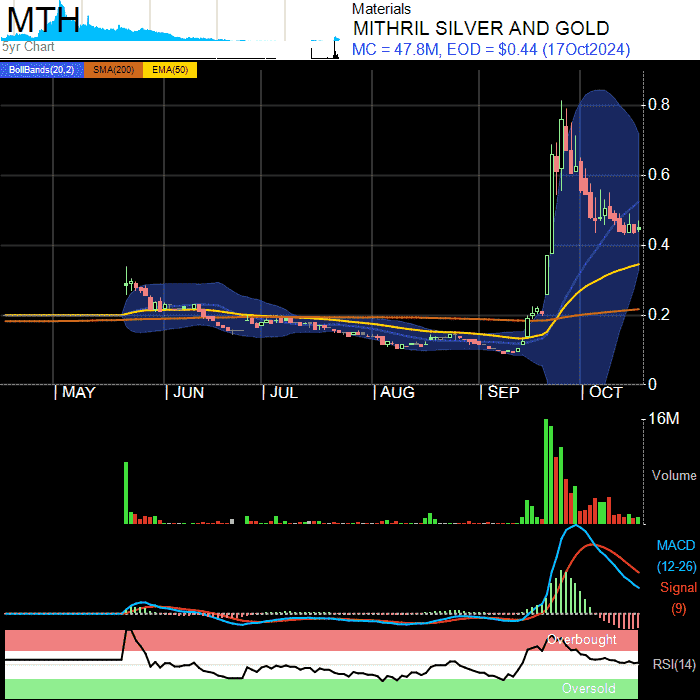 MTH
5yr Chart
Materials
MITHRIL SILVER AND GOLD
MC = 47.8M, EOD = $0.44 (17Oct2024)
BollBands(20,2) SMA(200) EMA(50)
0.8
0.6
0.4
0.2
0
MAY JUN JUL AUG SEP OCT
16M
Volume
MACD
(12-26)
Signal
(9)
Overbought
RSI(14)
Oversold